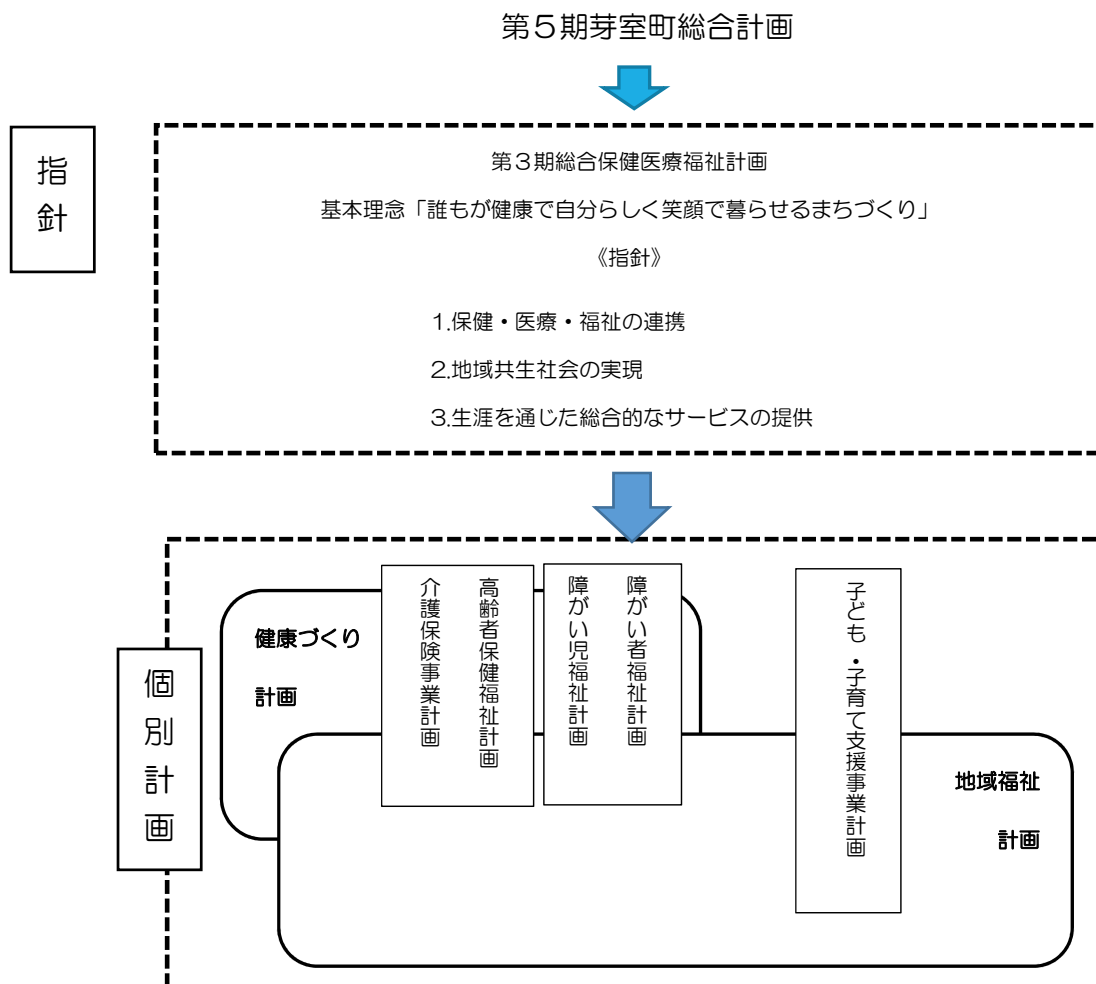 第５期芽室町総合計画
指針
第３期総合保健医療福祉計画
基本理念「誰もが健康で自分らしく笑顔で暮らせるまちづくり」
《指針》
1.保健・医療・福祉の連携
2.地域共生社会の実現
3.生涯を通じた総合的なサービスの提供
個別計画
健康づくり
計画
高齢者保健福祉計画
介護保険事業計画
障がい者福祉計画
障がい児福祉計画
子ども・子育て支援事業計画
地域福祉
計画